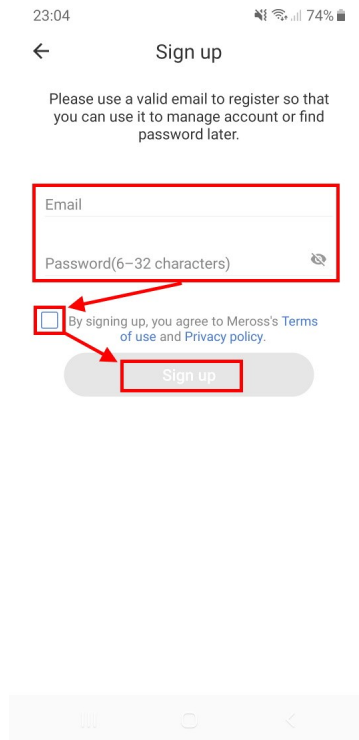 23:04 74%
Sign up
Please use a valid email to register so that
you can use it to manage account or find
password later.
Email
Password(6–32 characters)
By signing up, you agree to Meross's Terms
of use and Privacy policy.
Sign up